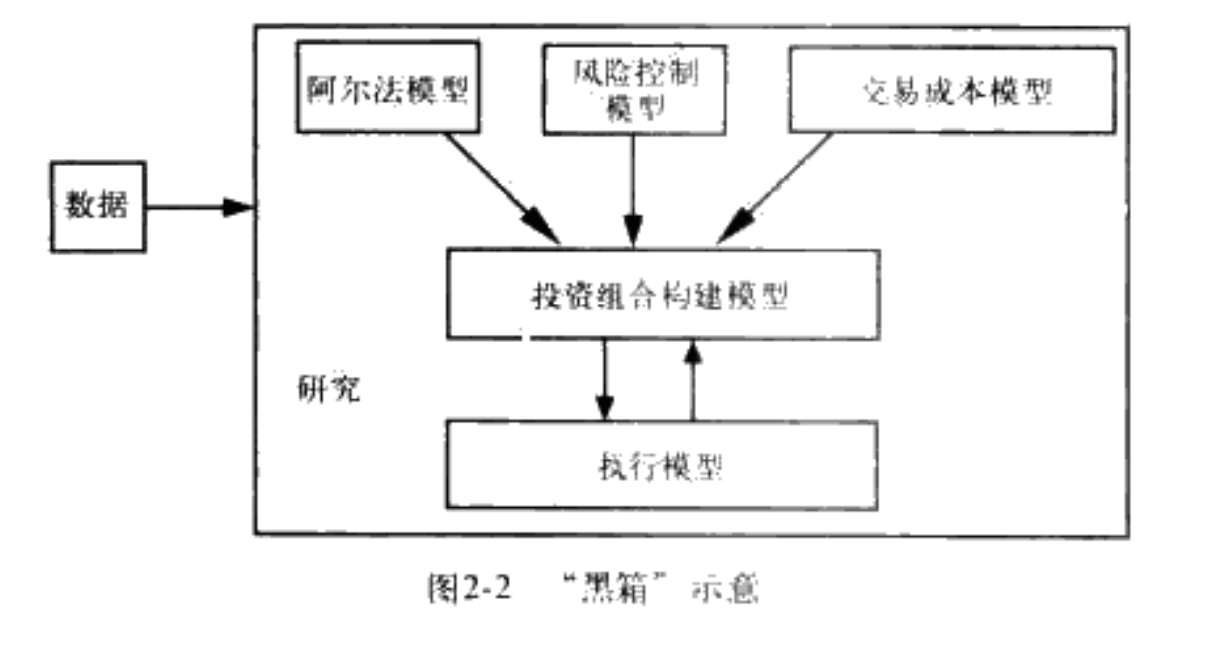 阿尔法模型
风险控制
模型
交易成本模型
数据
投资组合构建模型
研究
执行模型
图2-2 “黑箱”示意